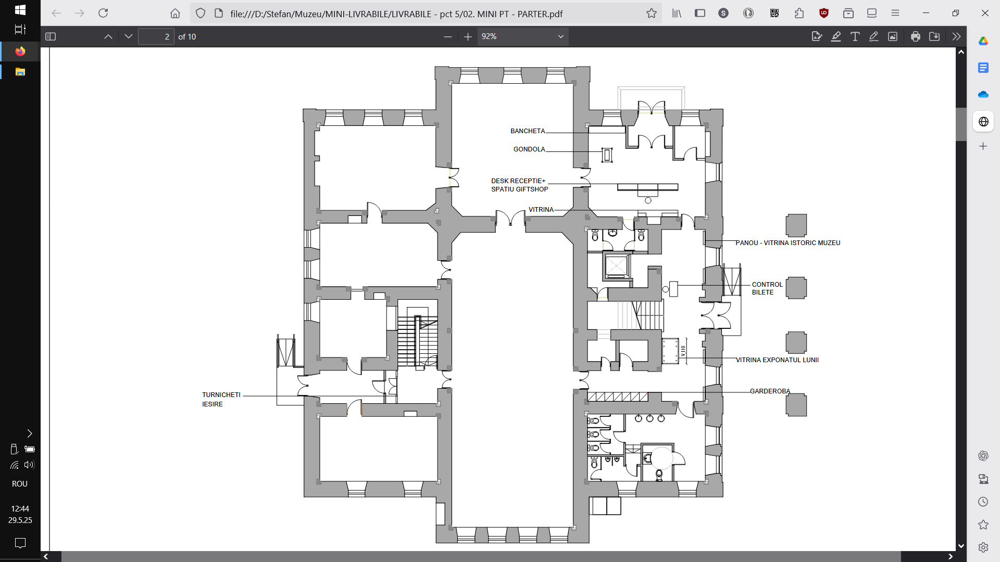 file:///D:/Stefan/Muzeu/MINI-LIVRABILE/LIVRABILE - pct 5/02. MINI PT - PARTER.pdf
2 of 10
92%
BANCHETA
GONDOLA
DESK RECEPTIE+
SPATIU GIFTSHOP
VITRINA
PANOU - VITRINA ISTORIC MUZEU
CONTROL
BILETE
VITRINA EXPONATUL LUNII
GARDEROBA
TURNICHETI
IESIRE
ROU
12:44
29.5.25